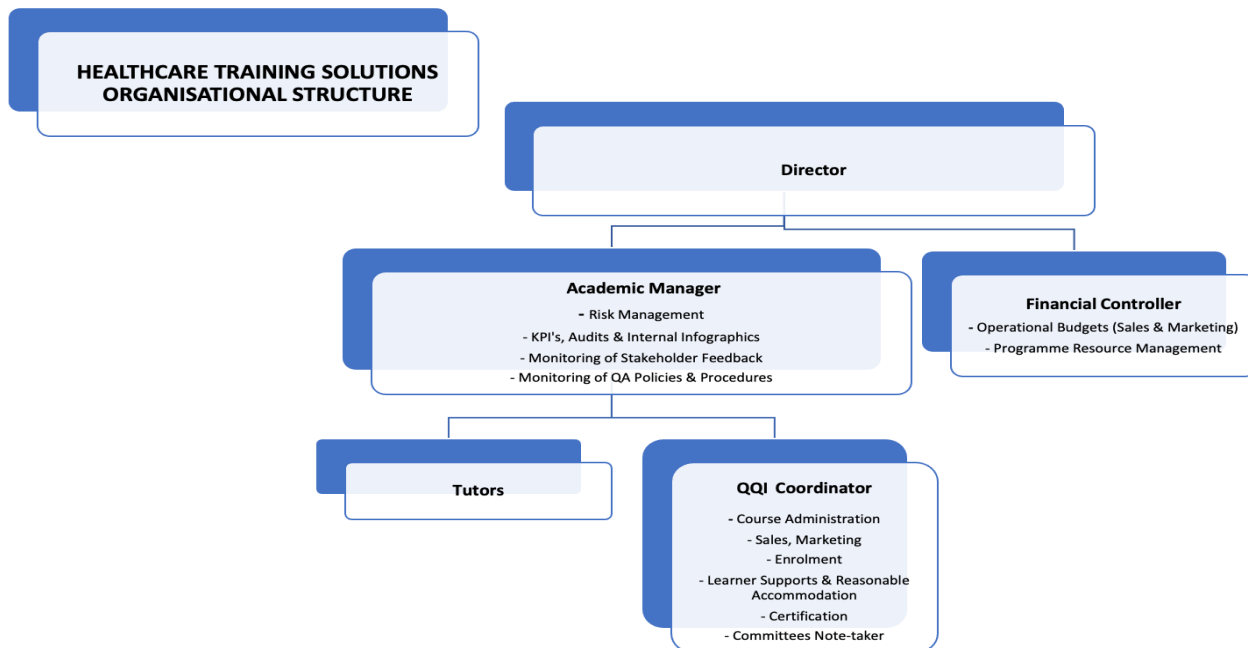 HEALTHCARE TRAINING SOLUTIONS
ORGANISATIONAL STRUCTURE
Director
Academic Manager
- Risk Management
- KPI's, Audits & Internal Infographics
- Monitoring of Stakeholder Feedback
- Monitoring of QA Policies & Procedures
Financial Controller
- Operational Budgets (Sales & Marketing)
- Programme Resource Management
Tutors
QQI Coordinator
- Course Administration
- Sales, Marketing
- Enrolment
- Learner Supports & Reasonable
Accommodation
- Certification
- Committees Note-taker